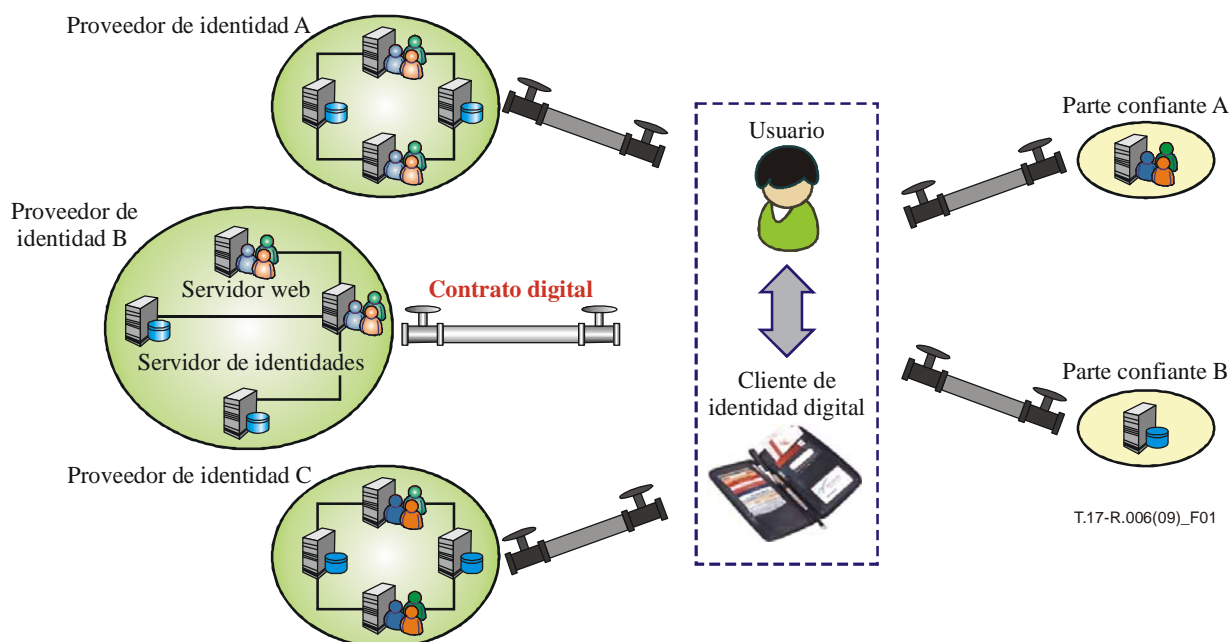 Proveedor de identidad A
Usuario
Parte confiante A
Proveedor de
identidad B
Servidor web
Contrato digital
Servidor de identidades
Cliente de
identidad digital
Parte confiante B
Proveedor de identidad C
T.17-R.006(09)_F01